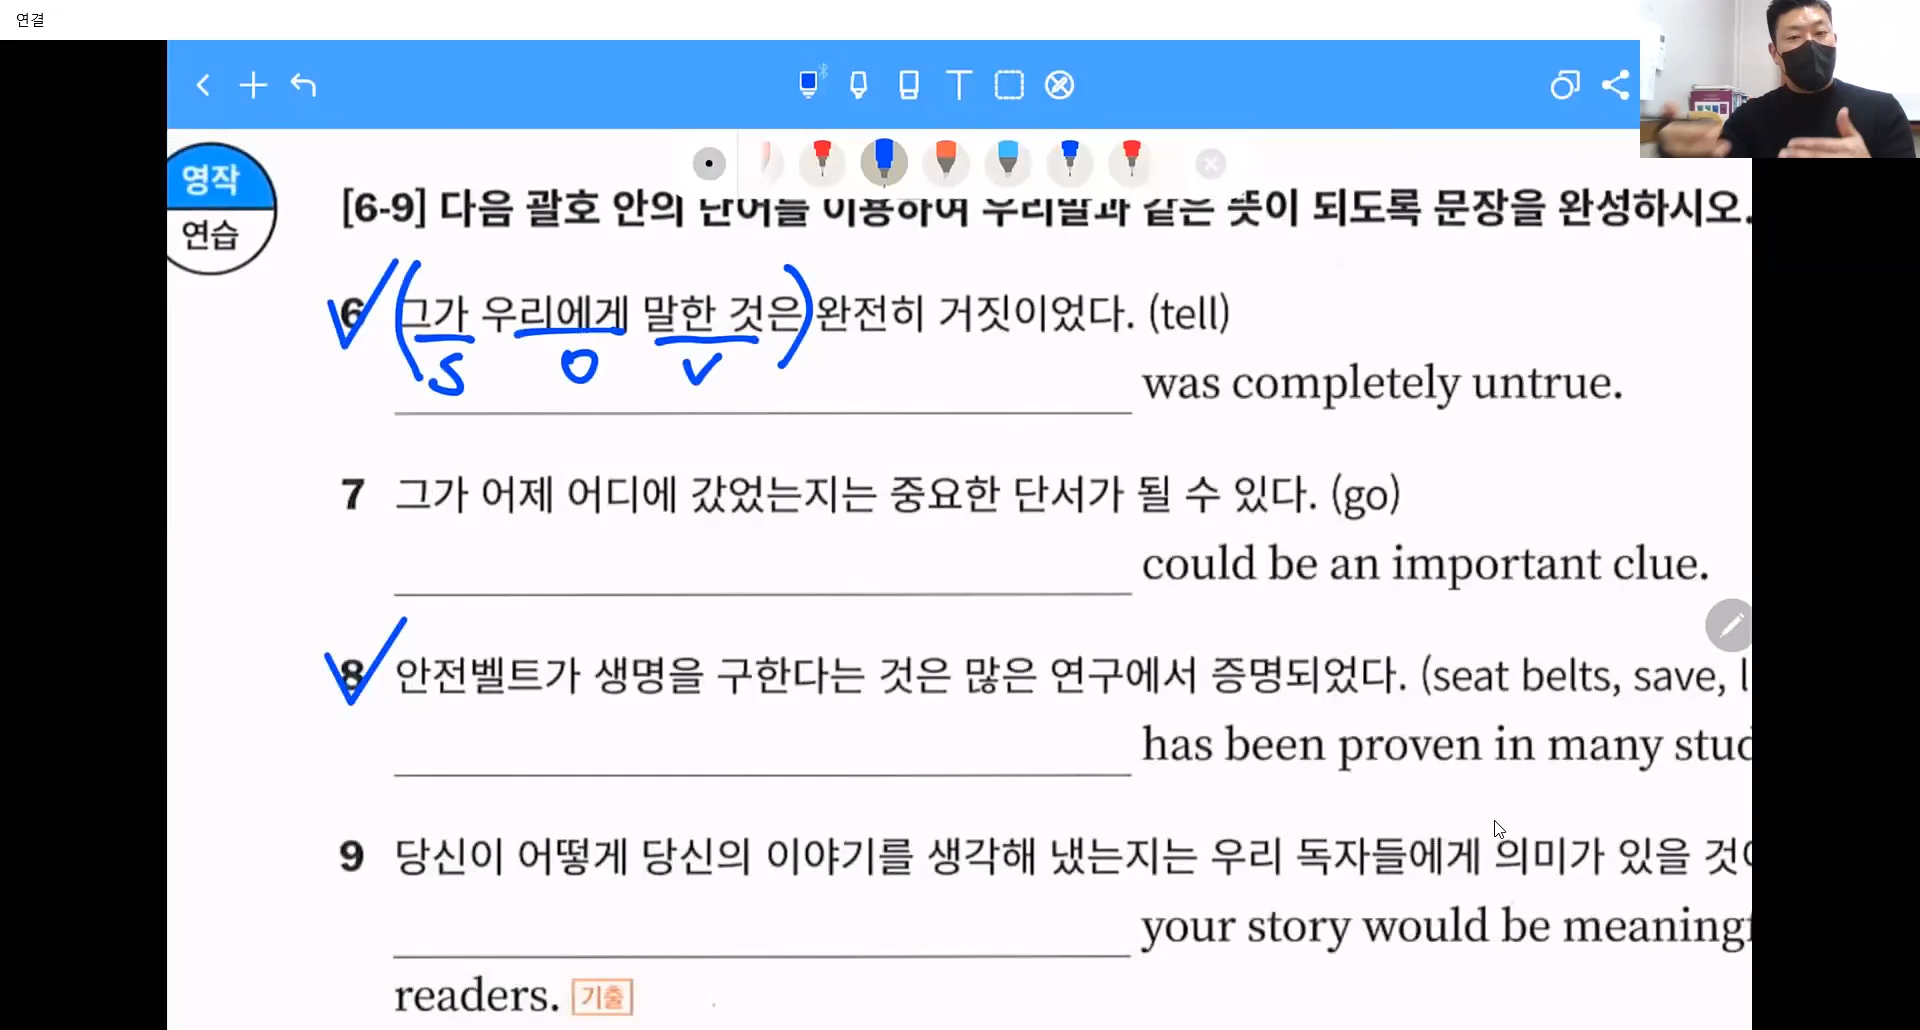 연결
영작
연습
[6-9] 다음 괄호 안의 단어를 이용하여 우리말과 같은 뜻이 되도록 문장을 완성하시오.
6 그가 우리에게 말한 것은 완전히 거짓이었다. (tell)
S O V
was completely untrue.
7 그가 어제 어디에 갔었는지는 중요한 단서가 될 수 있다. (go)
could be an important clue.
8 안전벨트가 생명을 구한다는 것은 많은 연구에서 증명되었다. (seat belts, save,
has been proven in many
9 당신이 어떻게 당신의 이야기를 생각해 냈는지는 우리 독자들에게 의미가 있을
your story would be
readers. 기출